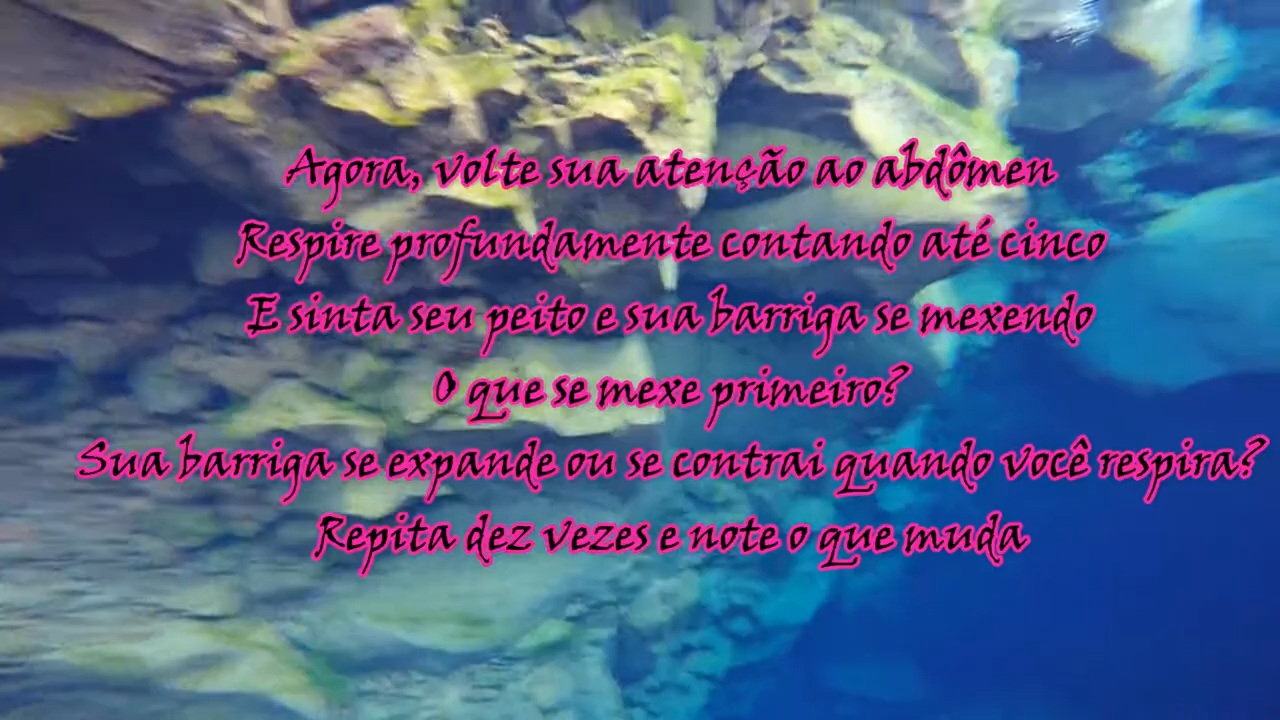 Agora, volte sua atenção ao abdômen
Respire profundamente contando até cinco
E sinta seu peito e sua barriga se mexendo
O que se mexe primeiro?
Sua barriga se expande ou se contrai quando você respira?
Repita dez vezes e note o que muda